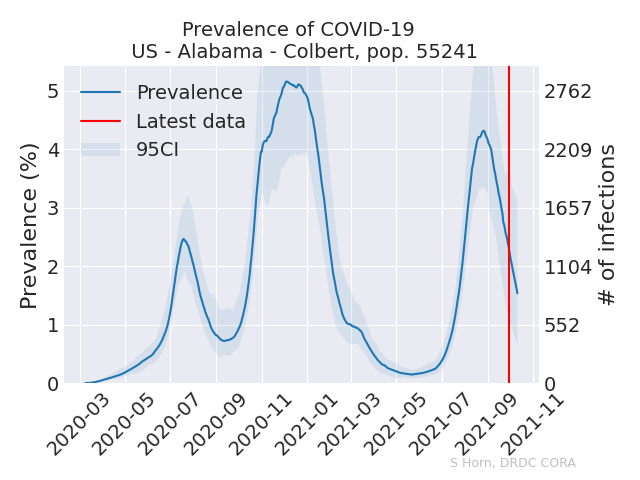 Prevalence of COVID-19
US - Alabama - Colbert, pop. 55241
Prevalence
Latest data
95CI
Prevalence (%)
5
4
3
2
1
0
2762
2209
1657
1104
552
0
# of infections
2020-03
2020-05
2020-07
2020-09
2020-11
2021-01
2021-03
2021-05
2021-07
2021-09
2021-11
S Horn, DRDC CORA